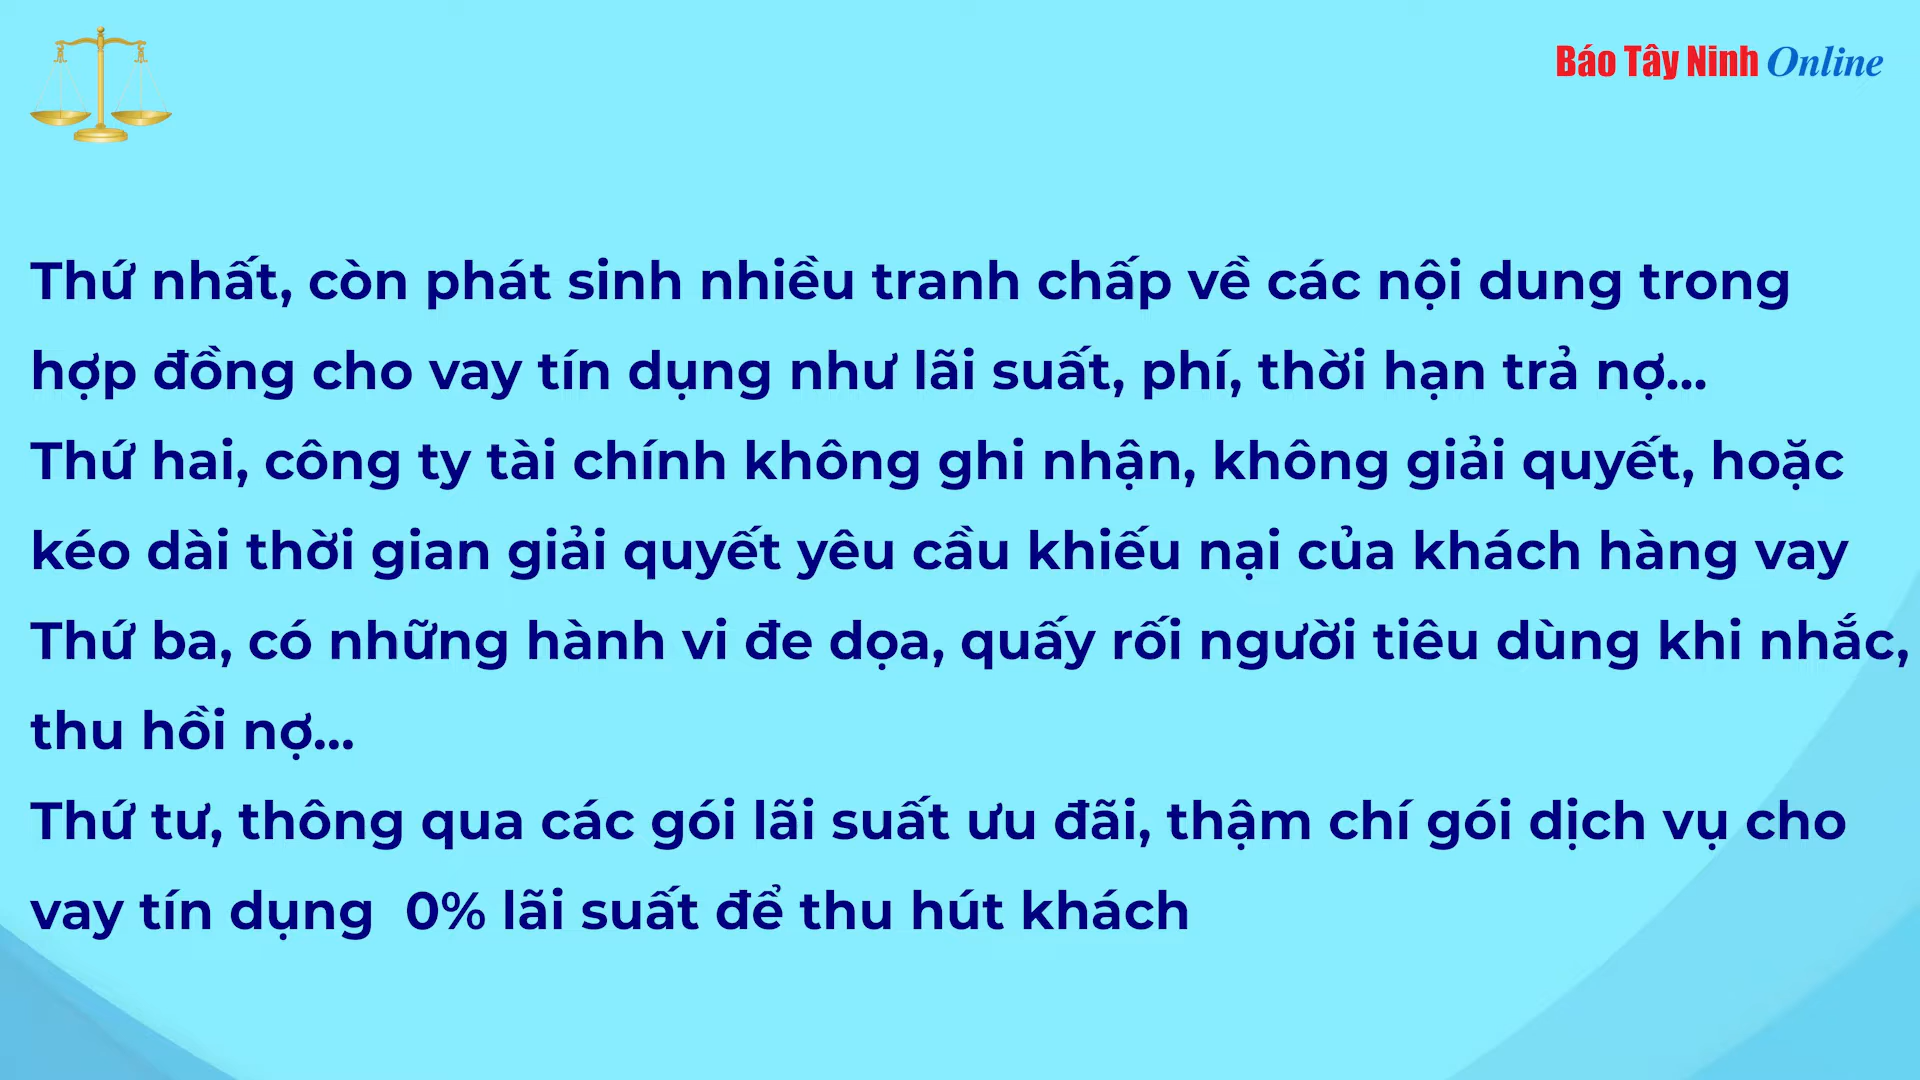 Báo Tây Ninh Online
Thứ nhất, còn phát sinh nhiều tranh chấp về các nội dung trong
hợp đồng cho vay tín dụng như lãi suất, phí, thời hạn trả nợ...
Thứ hai, công ty tài chính không ghi nhận, không giải quyết, hoặc
kéo dài thời gian giải quyết yêu cầu khiếu nại của khách hàng vay
Thứ ba, có những hành vi đe dọa, quấy rối người tiêu dùng khi nhắc,
thu hồi nợ...
Thứ tư, thông qua các gói lãi suất ưu đãi, thậm chí gói dịch vụ cho
vay tín dụng  0% lãi suất để thu hút khách